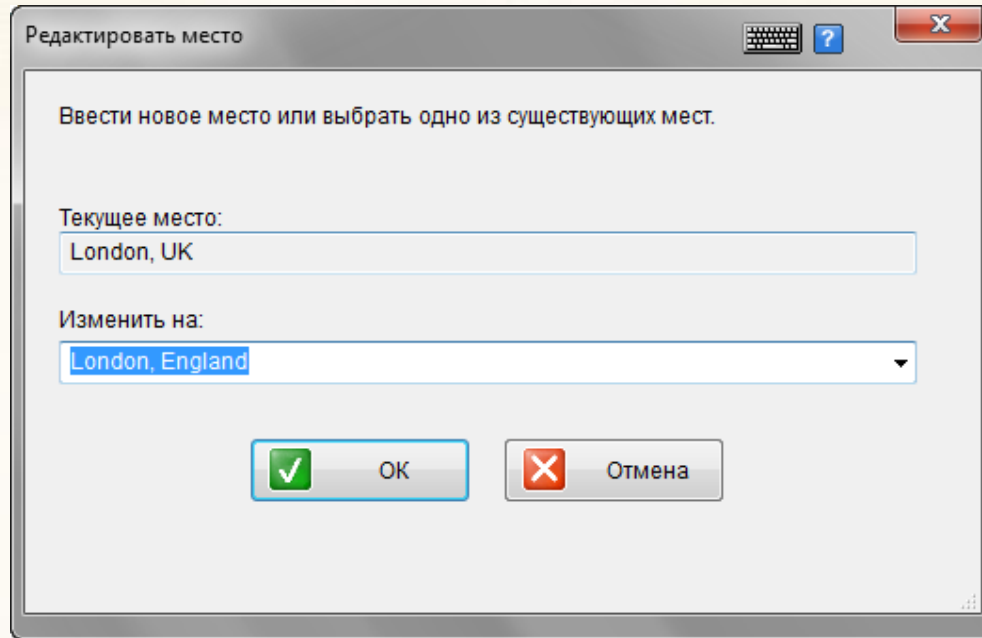 Редактировать место
?
Ввести новое место или выбрать одно из существующих мест.
Текущее место:
London, UK
Изменить на:
London, England
ОК
Отмена